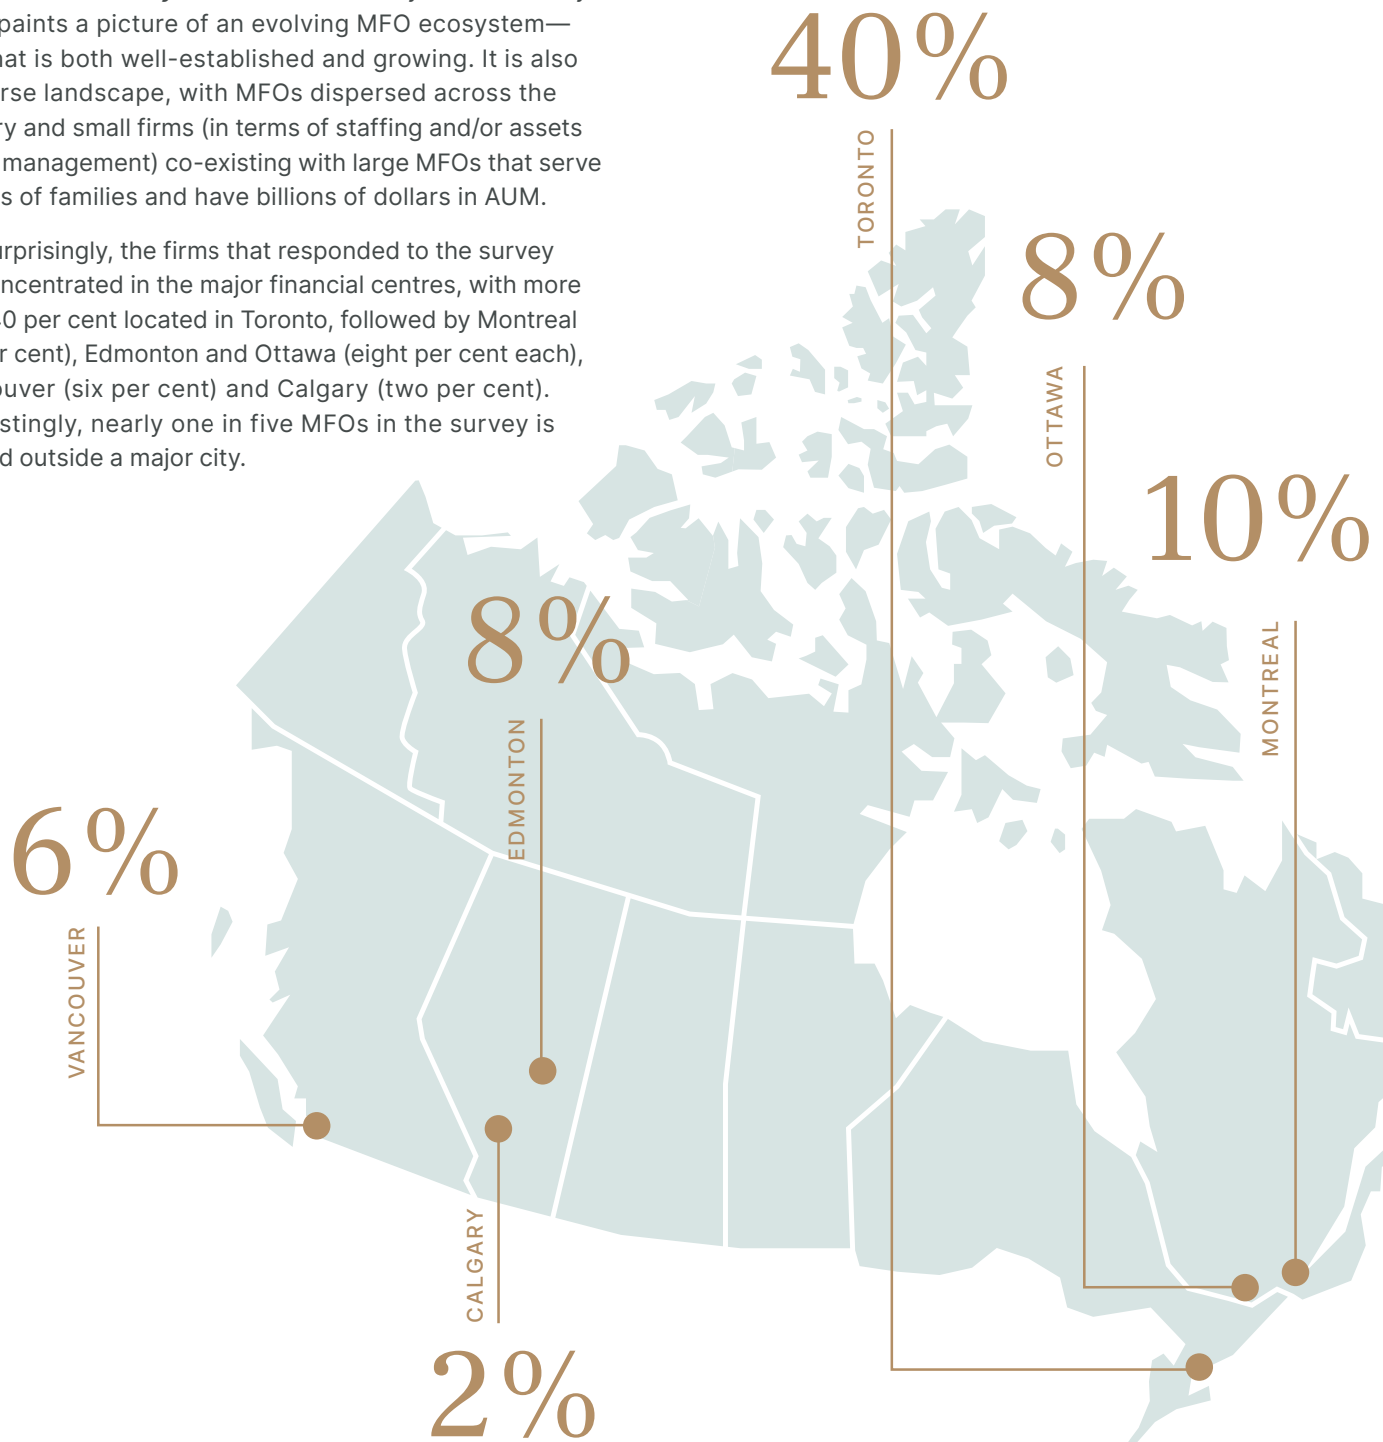 paints a picture of an evolving MFO ecosystem—
at is both well-established and growing. It is also
rse landscape, with MFOs dispersed across the
ry and small firms (in terms of staffing and/or assets
management) co-existing with large MFOs that serve
s of families and have billions of dollars in AUM.
urprisingly, the firms that responded to the survey
ncentrated in the major financial centres, with more
40 per cent located in Toronto, followed by Montreal
r cent), Edmonton and Ottawa (eight per cent each),
ouver (six per cent) and Calgary (two per cent).
stingly, nearly one in five MFOs in the survey is
d outside a major city.
40%
TORONTO
8%
OTTAWA
10%
MONTREAL
8%
EDMONTON
6%
VANCOUVER
CALGARY
2%